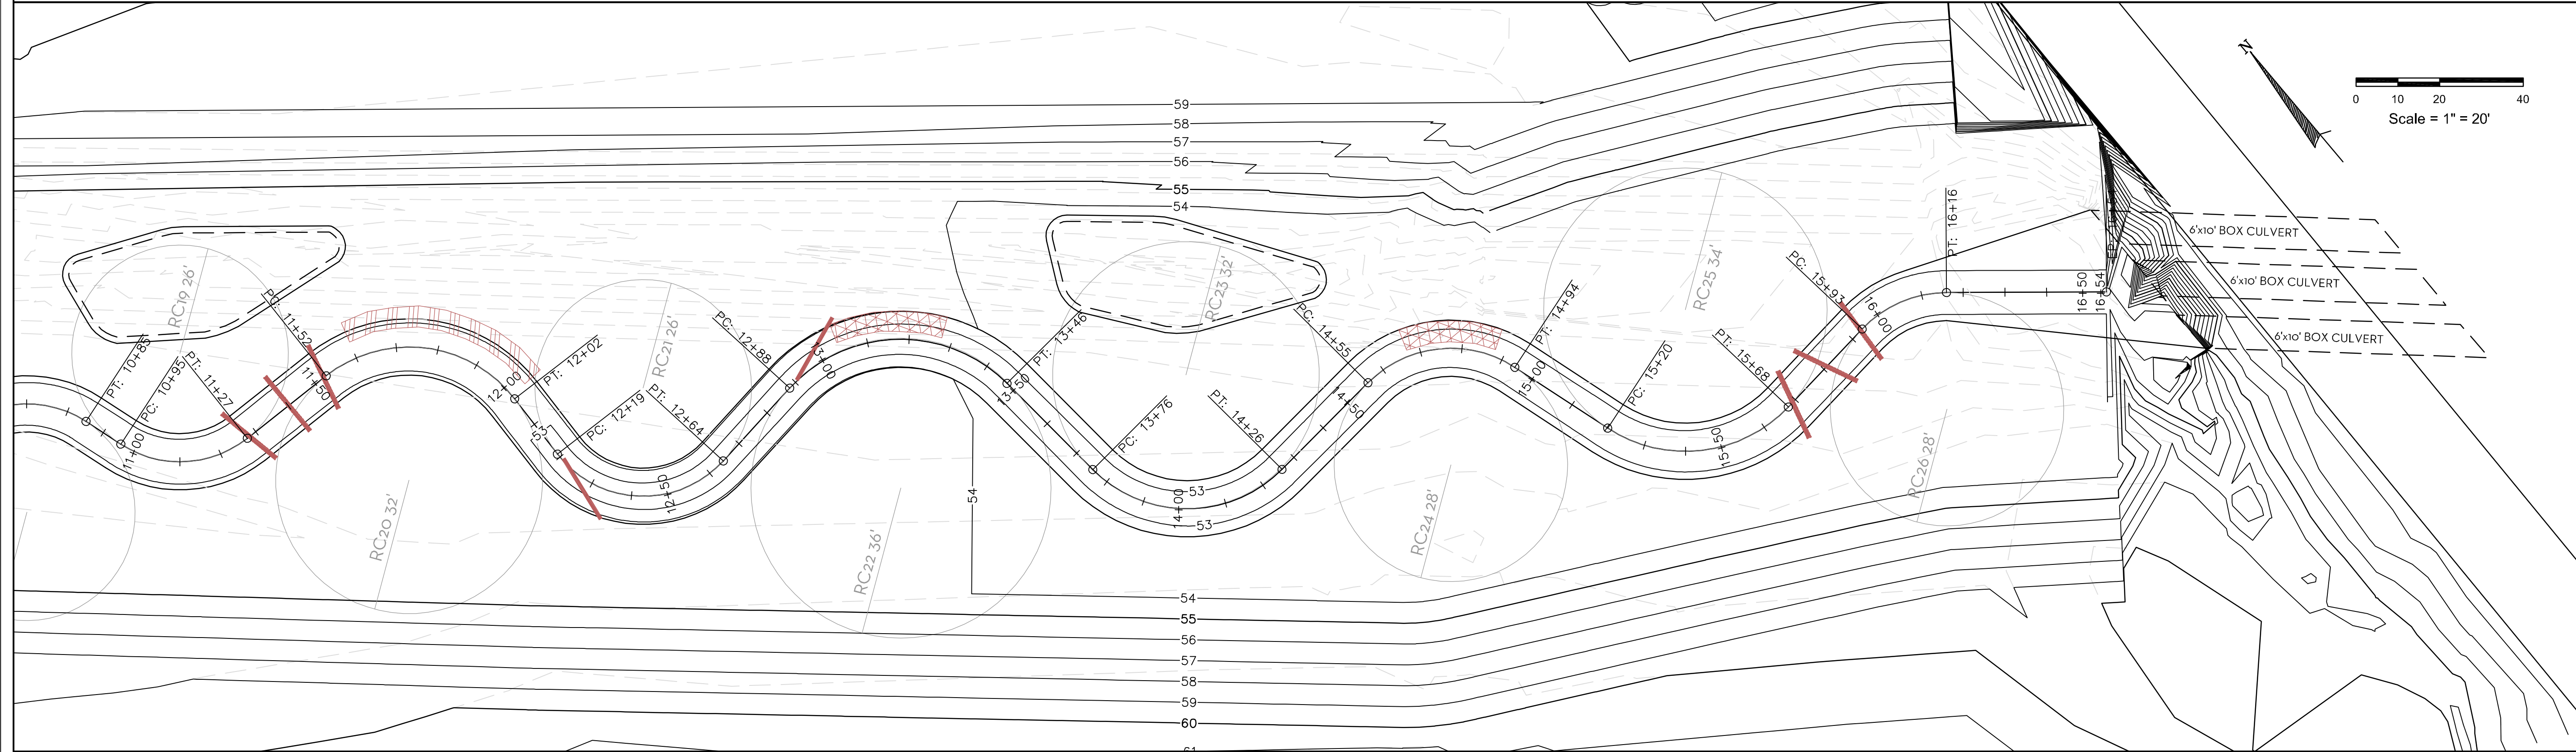 N
0 10 20 40
Scale = 1" = 20'
59
58
57
56
55
54
6'x10' BOX CULVERT
6'x10' BOX CULVERT
6'x10' BOX CULVERT
RC19 26'
PT: 10+85
PC: 10+95
11+00
PT: 11+27
PC: 11+52
11+50
RC20 32'
12+00
PT: 12+02
53
PC: 12+19
RC21 26'
12+50
PT: 12+64
PC: 12+88
13+00
RC22 36'
54
PT: 13+46
13+50
PC: 13+76
RC23 32'
14+00
53
53
PT: 14+26
PC: 14+55
14+50
RC24 28'
PT: 14+94
15+00
PC: 15+20
RC25 34'
15+50
PT: 15+68
PC: 15+93
16+00
RC26 28'
PT: 16+16
16+50
16+54
54
55
56
57
58
59
60
61